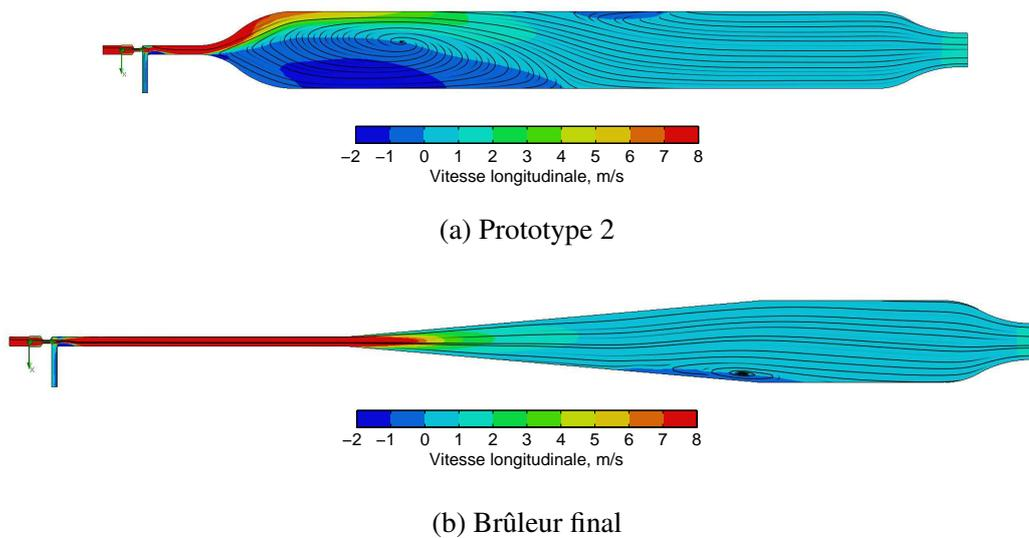 x
−2 −1 0 1 2 3 4 5 6 7 8
Vitesse longitudinale, m/s
(a) Prototype 2
x
−2 −1 0 1 2 3 4 5 6 7 8
Vitesse longitudinale, m/s
(b) Brûleur final